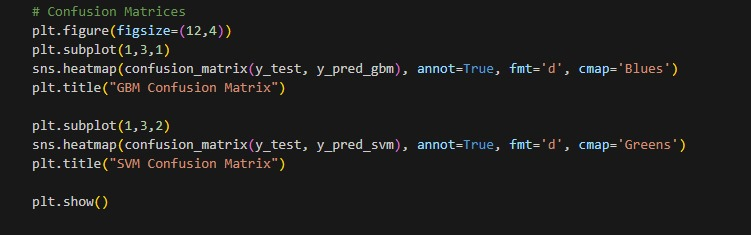 # Confusion Matrices
plt.figure(figsize=(12,4))
plt.subplot(1,3,1)
sns.heatmap(confusion_matrix(y_test, y_pred_gbm), annot=True, fmt='d', cmap='Blues')
plt.title("GBM Confusion Matrix")

plt.subplot(1,3,2)
sns.heatmap(confusion_matrix(y_test, y_pred_svm), annot=True, fmt='d', cmap='Greens')
plt.title("SVM Confusion Matrix")

plt.show()